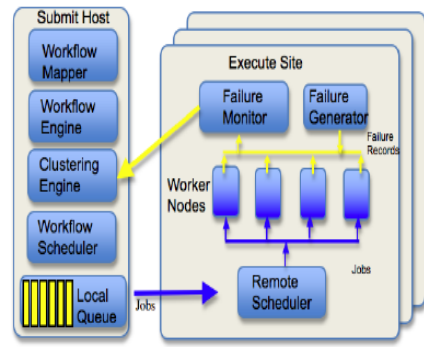 Submit Host
Workflow
Mapper
Workflow
Engine
Clustering
Engine
Workflow
Scheduler
Local
Queue
Jobs
Execute Site
Failure
Monitor
Failure
Generator
Failure
Records
Worker
Nodes
Jobs
Remote
Scheduler